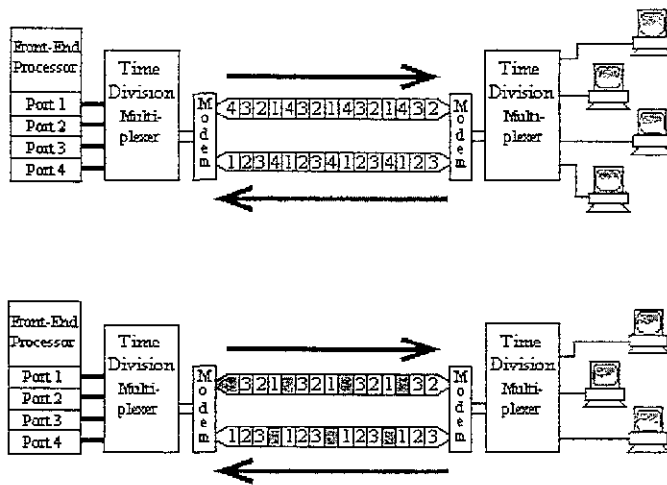 Front-End
Processor
Port 1
Port 2
Port 3
Port 4
Time
Division
Multi-
plexer
Modem
4 3 2 1 4 3 2 1 4 3 2 1 4 3 2
1 2 3 4 1 2 3 4 1 2 3 4 1 2 3
Modem
Time
Division
Multi-
plexer
Front-End
Processor
Port 1
Port 2
Port 3
Port 4
Time
Division
Multi-
plexer
Modem
3 2 1 3 2 1 3 2 1 3 2
1 2 3 1 2 3 1 2 3 1 2 3
Modem
Time
Division
Multi-
plexer